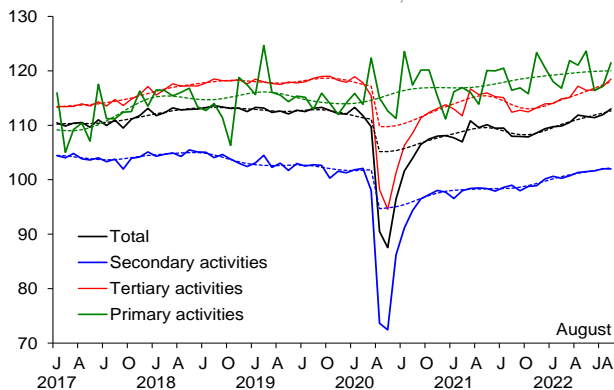 130
120
110
100
90
80
70
Total
Secondary activities
Tertiary activities
Primary activities
August
J A J O J A J O J A J O J A J O J A J O J A JA
2017 2018 2019 2020 2021 2022